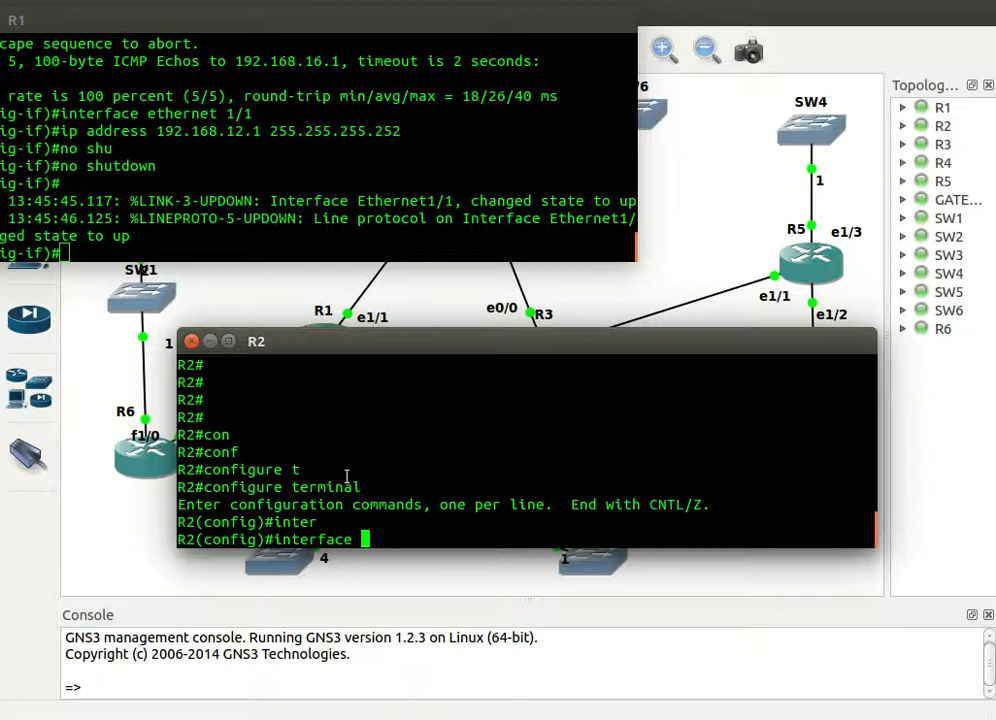 R1
cape sequence to abort.
5, 100-byte ICMP Echos to 192.168.16.1, timeout is 2 seconds:
rate is 100 percent (5/5), round-trip min/avg/max = 18/26/40 ms
ig-if)#interface ethernet 1/1
ig-if)#ip address 192.168.12.1 255.255.255.252
ig-if)#no shu
ig-if)#no shutdown
ig-if)#
13:45:45.117: %LINK-3-UPDOWN: Interface Ethernet1/1, changed state to up
13:45:46.125: %LINEPROTO-5-UPDOWN: Line protocol on Interface Ethernet1/
ged state to up
ig-if)#
/6
SW4
1
R5
e1/3
e1/1
e1/2
SW1
1
R1
e1/1
e0/0
R3
R6
f1/0
R2
R2#
R2#
R2#
R2#
R2#con
R2#conf
R2#configure t
R2#configure terminal
Enter configuration commands, one per line.  End with CNTL/Z.
R2(config)#inter
R2(config)#interface
4
1
Topolog...
R1
R2
R3
R4
R5
GATE...
SW1
SW2
SW3
SW4
SW5
SW6
R6
Console
GNS3 management console. Running GNS3 version 1.2.3 on Linux (64-bit).
Copyright (c) 2006-2014 GNS3 Technologies.
=>